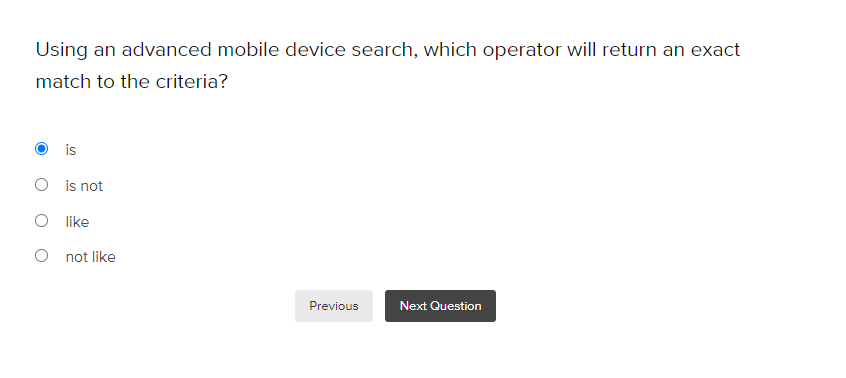 Using an advanced mobile device search, which operator will return an exact
match to the criteria?
is
is not
like
not like
Previous
Next Question